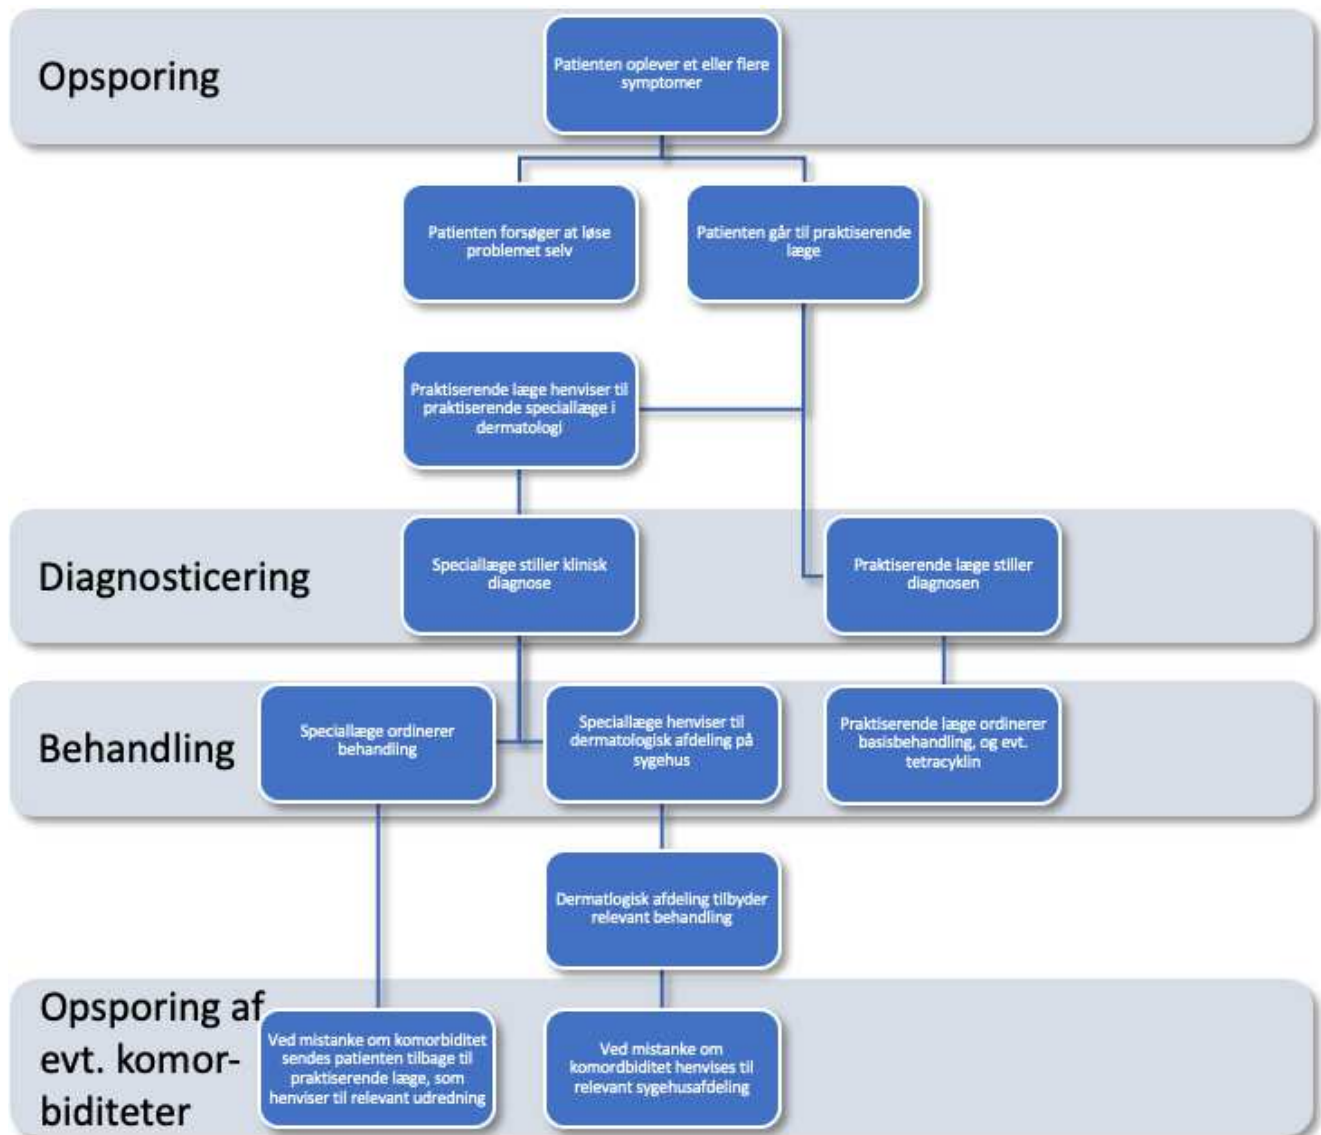 Opsporing
Patienten oplever et eller flere
symptomer
Patienten forsøger at løse
problemet selv
Patienten går til praktiserende
læge
Praktiserende læge henviser til
praktiserende speciallæge i
dermatologi
Diagnosticering
Speciallæge stiller klinisk
diagnose
Praktiserende læge stiller
diagnosen
Behandling
Speciallæge ordinerer
behandling
Speciallæge henviser til
dermatologisk afdeling på
sygehus
Praktiserende læge ordinerer
basisbehandling, og evt.
tetracyklin
Dermatlogisk afdeling tilbyder
relevant behandling
Opsporing af
evt. komor-
biditeter
Ved mistanke om komorbiditet
sendes patienten tilbage til
praktiserende læge, som
henviser til relevant udredning
Ved mistanke om
komordbiditet henvises til
relevant sygehusafdeling